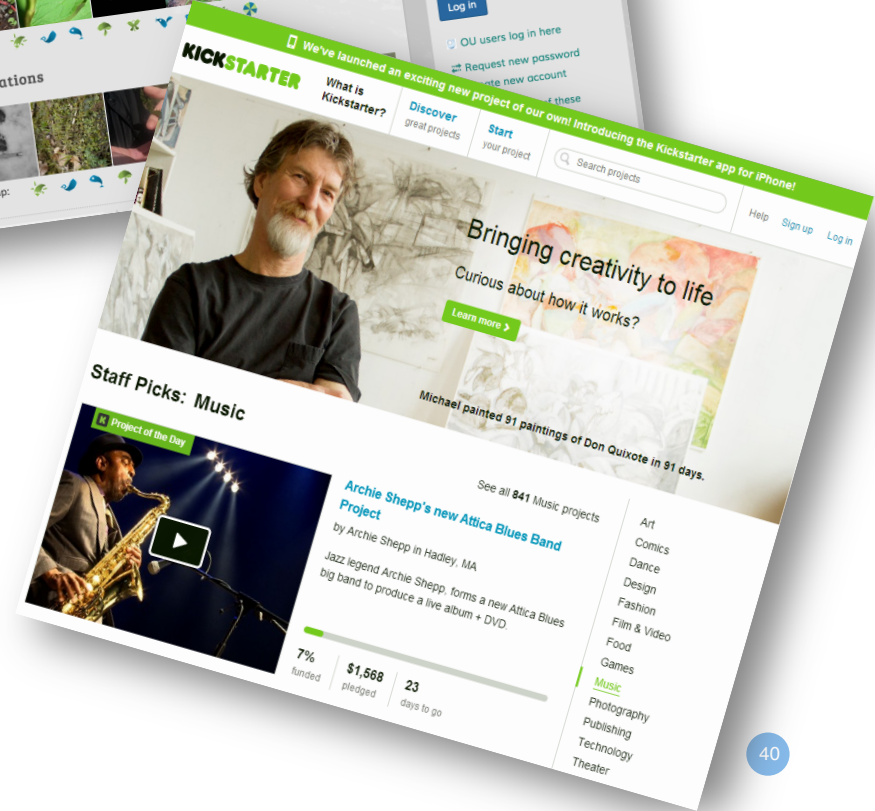 Log in
OU users log in here
Request new password
new account
of these
ations
We've launched an exciting new project of our own! Introducing the Kickstarter app for iPhone!
KICKSTARTER
What is
Kickstarter?
Discover
great projects
Start
your project
Search projects
Help
Sign up
Log in
Bringing creativity to life
Curious about how it works?
Learn more
Michael painted 91 paintings of Don Quixote in 91 days.
Staff Picks: Music
See all 841 Music projects
K Project of the Day
Archie Shepp's new Attica Blues Band
Project
by Archie Shepp in Hadley, MA
Jazz legend Archie Shepp, forms a new Attica Blues
big band to produce a live album + DVD.
7%
funded
$1,568
pledged
23
days to go
Art
Comics
Dance
Design
Fashion
Film & Video
Food
Games
Music
Photography
Publishing
Technology
Theater
40